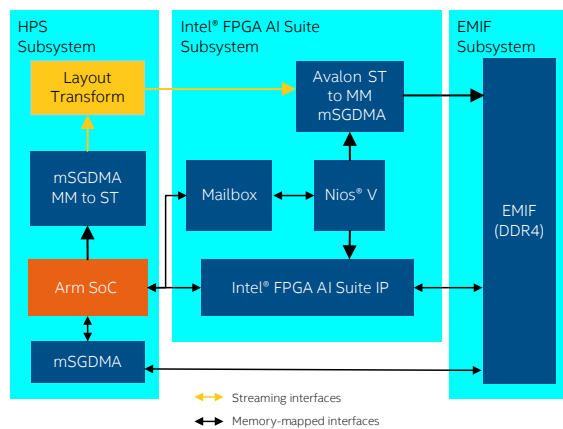 HPS
Subsystem
Intel® FPGA AI Suite
Subsystem
EMIF
Subsystem
Layout
Transform
Avalon ST
to MM
mSGDMA
mSGDMA
MM to ST
Mailbox
Nios® V
EMIF
(DDR4)
Arm SoC
Intel® FPGA AI Suite IP
mSGDMA
Streaming interfaces
Memory-mapped interfaces